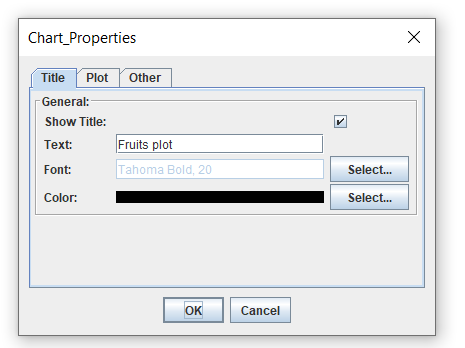 Chart_Properties
Title Plot Other
General:
Show Title:
Text: Fruits plot
Font: Tahoma Bold, 20 Select...
Color: Select...
OK Cancel